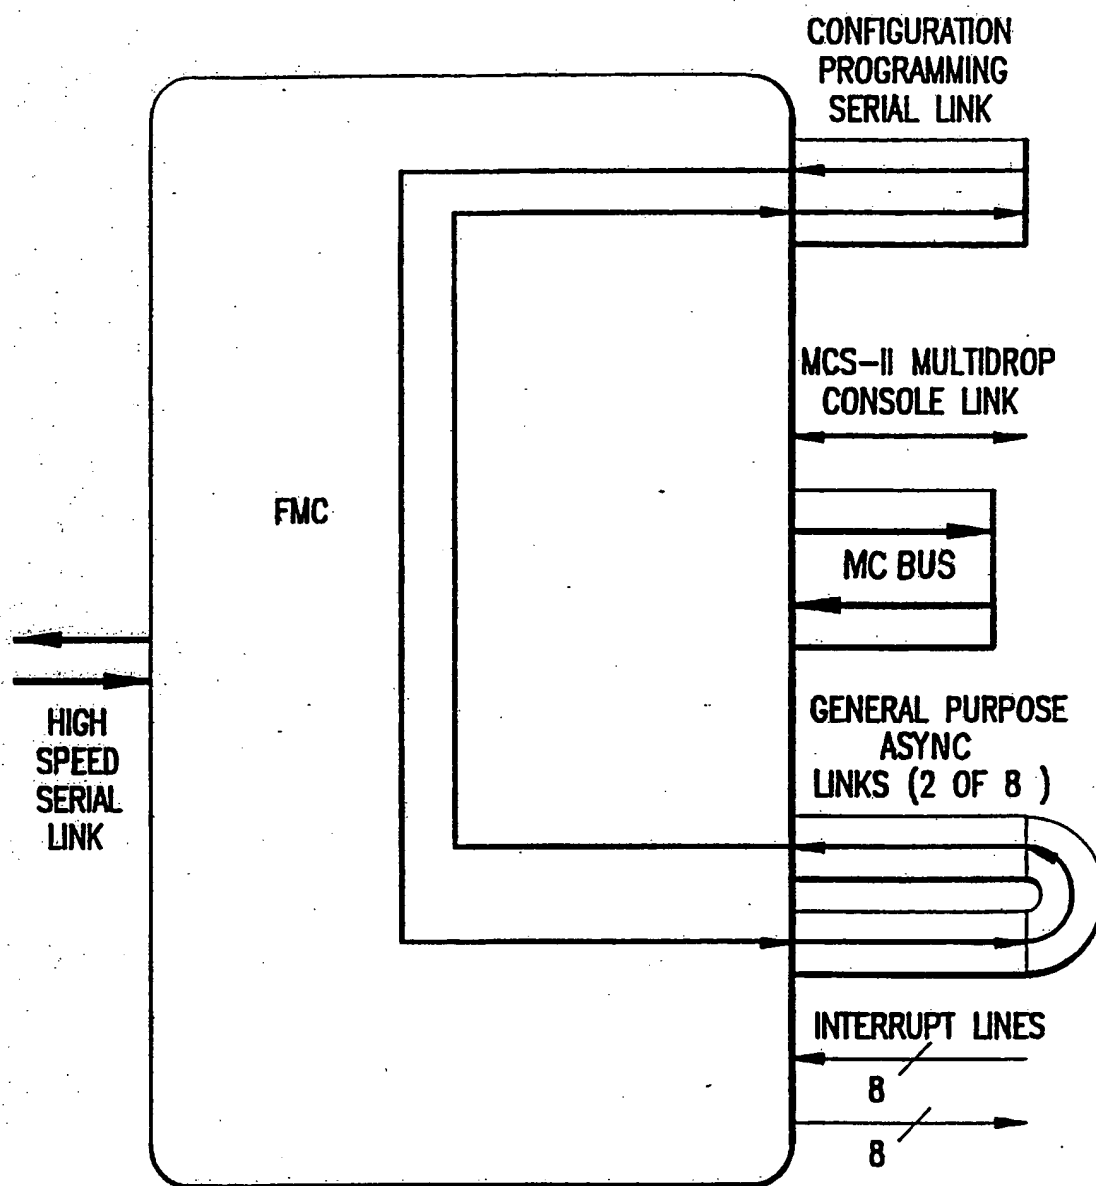 CONFIGURATION
PROGRAMMING
SERIAL LINK
MCS-II MULTIDROP
CONSOLE LINK
FMC
MC BUS
HIGH
SPEED
SERIAL
LINK
GENERAL PURPOSE
ASYNC
LINKS (2 OF 8 )
INTERRUPT LINES
8
8